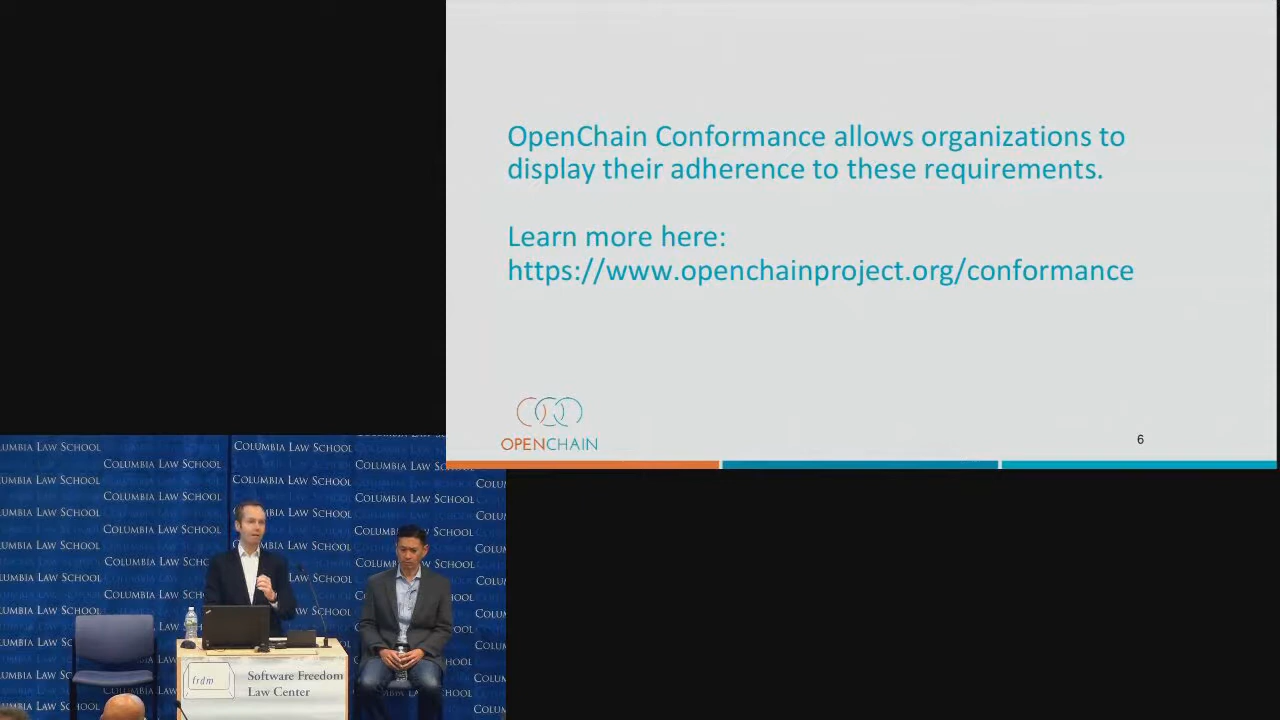 OpenChain Conformance allows organizations to
display their adherence to these requirements.
Learn more here:
https://www.openchainproject.org/conformance
OPENCHAIN
6
COLUMBIA LAW SCHOOL
frdm
Software Freedom
Law Center